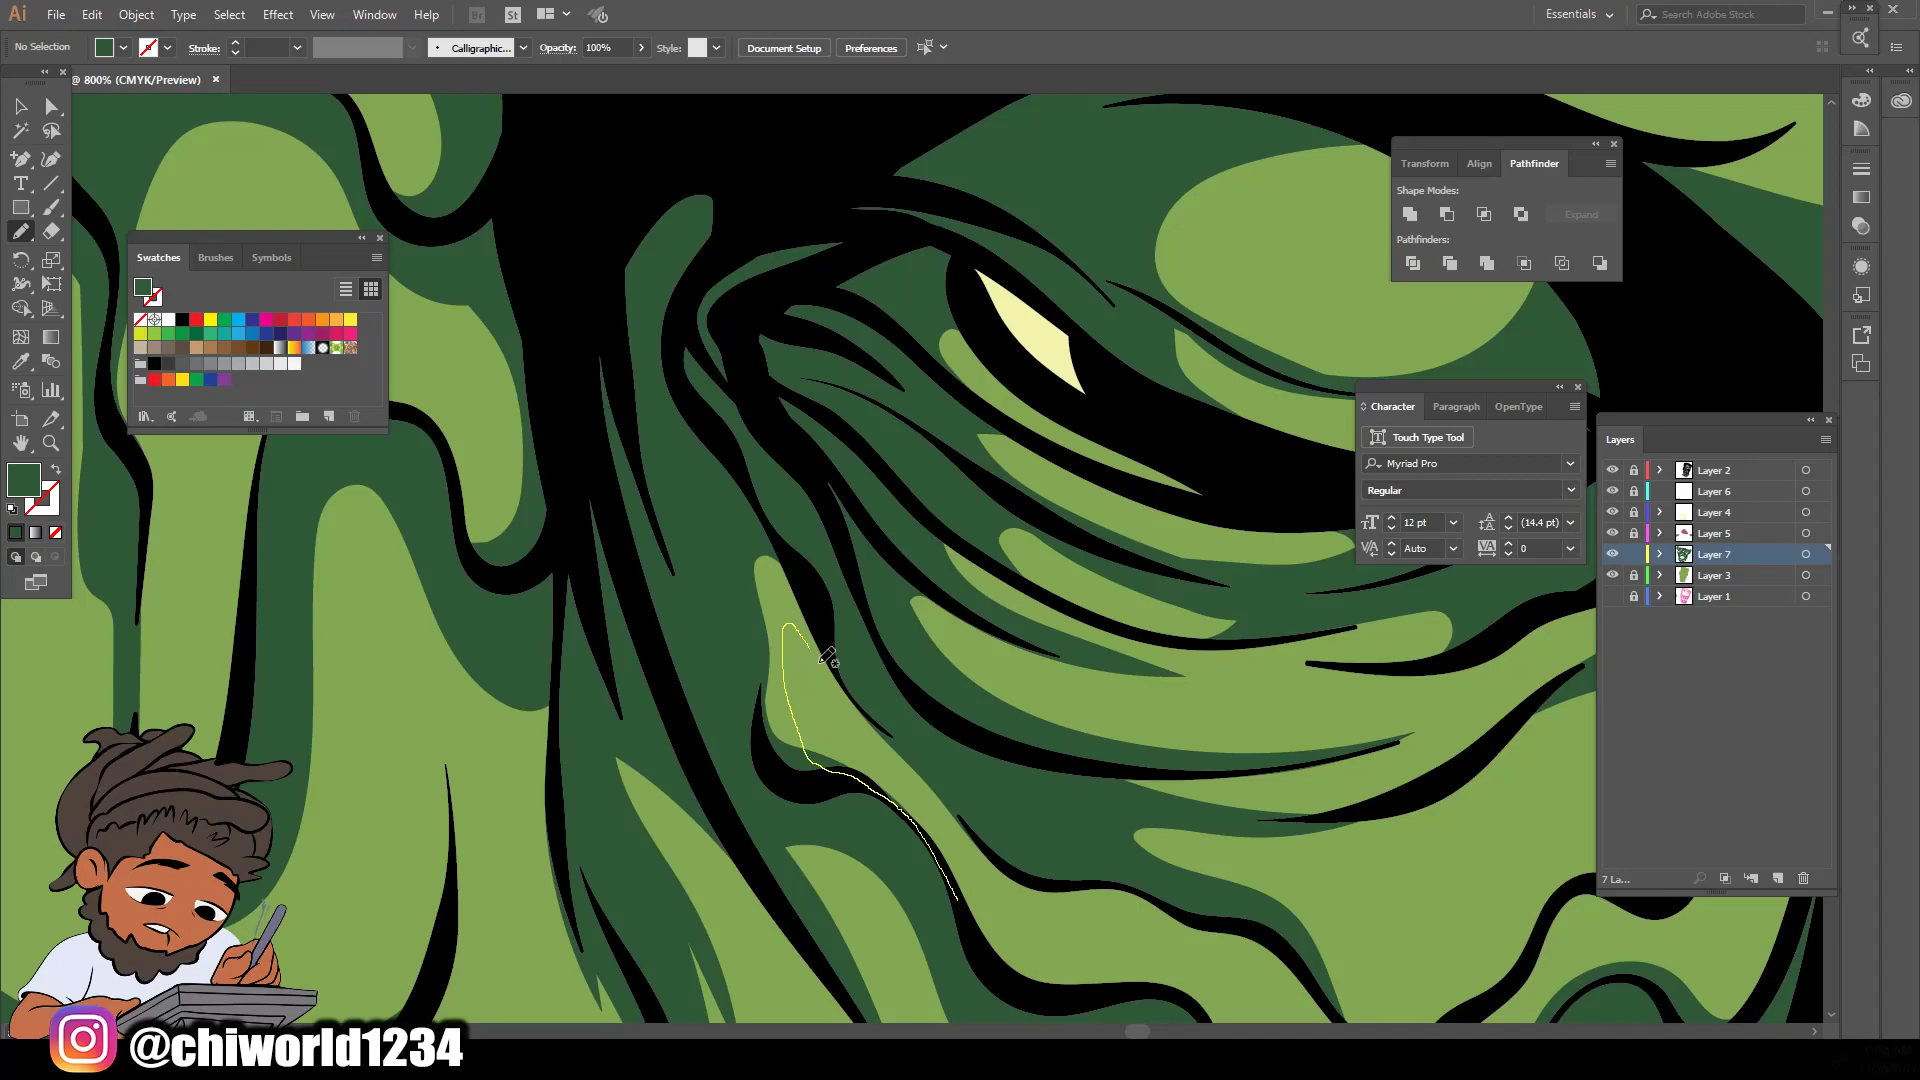 Ai File Edit Object Type Select Effect View Window Help Br St Essentials Search Adobe Stock
No Selection Stroke: Calligraphic... Opacity: 100% Style: Document Setup Preferences
@ 800% (CMYK/Preview)
Transform Align Pathfinder
Shape Modes:
Expand
Pathfinders:
Swatches Brushes Symbols
Character Paragraph OpenType
Touch Type Tool
Myriad Pro
Regular
12 pt (14.4 pt)
Auto 0
Layers
Layer 2
Layer 6
Layer 4
Layer 5
Layer 7
Layer 3
Layer 1
7 La...
@chiworld1234